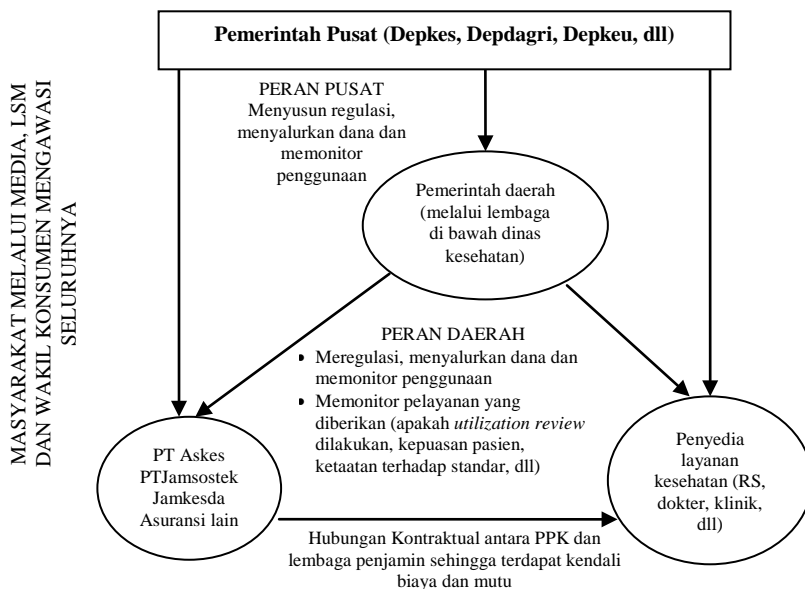 Pemerintah Pusat (Depkes, Depdagri, Depkeu, dll)
PERAN PUSAT
Menyusun regulasi,
menyalurkan dana dan
memonitor
penggunaan
Pemerintah daerah
(melalui lembaga
di bawah dinas
kesehatan)
MASYARAKAT MELALUI MEDIA, LSM
DAN WAKIL KONSUMEN MENGAWASI
SELURUHNYA
PERAN DAERAH
• Meregulasi, menyalurkan dana dan
memonitor penggunaan
• Memonitor pelayanan yang
diberikan (apakah utilization review
dilakukan, kepuasan pasien,
ketaatan terhadap standar, dll)
PT Askes
PTJamsostek
Jamkesda
Asuransi lain
Penyedia
layanan
kesehatan (RS,
dokter, klinik,
dll)
Hubungan Kontraktual antara PPK dan
lembaga penjamin sehingga terdapat kendali
biaya dan mutu